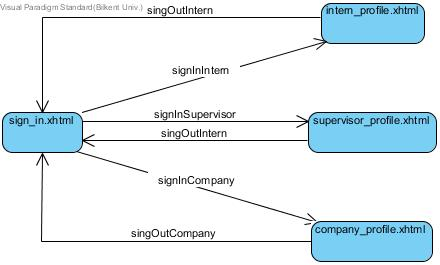 Visual Paradigm Standard(Bilkent Univ.)
singOutIntern
intern_profile.xhtml
signInIntern
sign_in.xhtml
signInSupervisor
supervisor_profile.xhtml
singOutIntern
signInCompany
singOutCompany
company_profile.xhtml